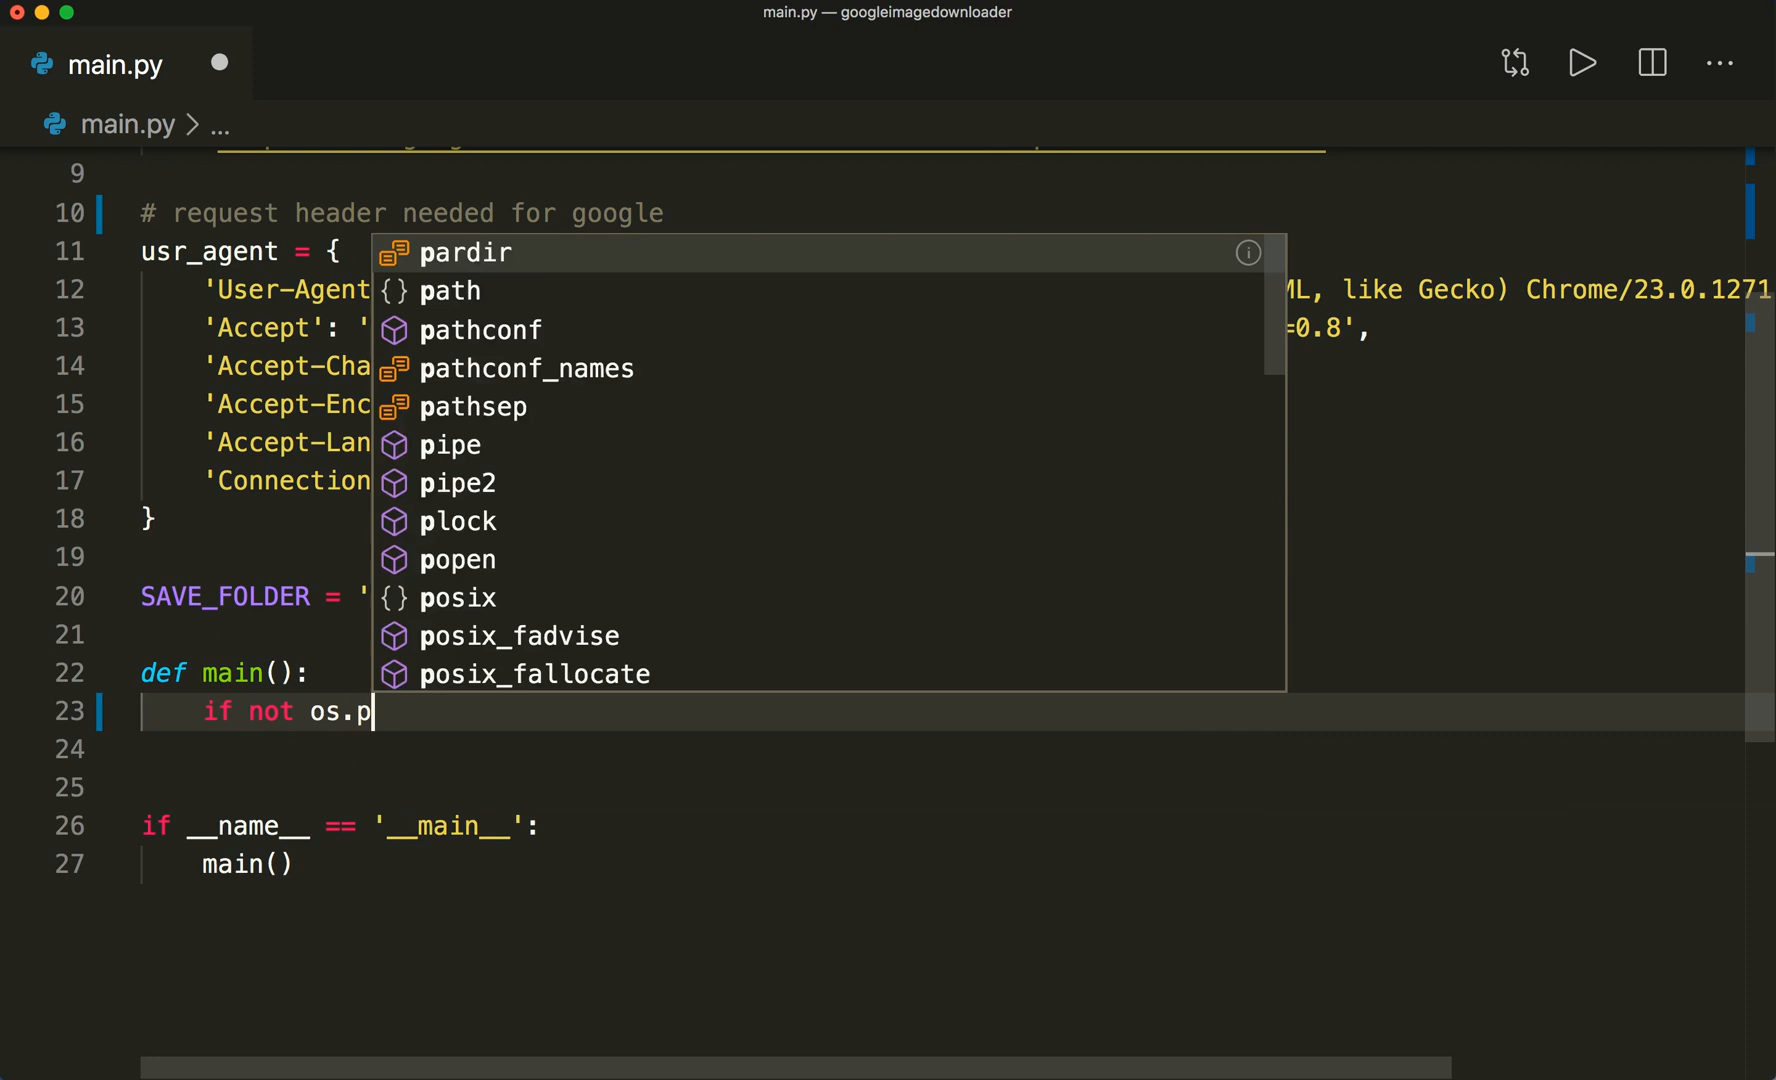 main.py — googleimagedownloader
main.py
main.py > ...
9
10 # request header needed for google
11 usr_agent = {
12 'User-Agent ML, like Gecko) Chrome/23.0.1271
13 'Accept': ' =0.8',
14 'Accept-Cha
15 'Accept-Enc
16 'Accept-Lan
17 'Connection
18 }
19
20 SAVE_FOLDER = '
21
22 def main():
23 if not os.p
24
25
26 if __name__ == '__main__':
27 main()
pardir
path
pathconf
pathconf_names
pathsep
pipe
pipe2
plock
popen
posix
posix_fadvise
posix_fallocate